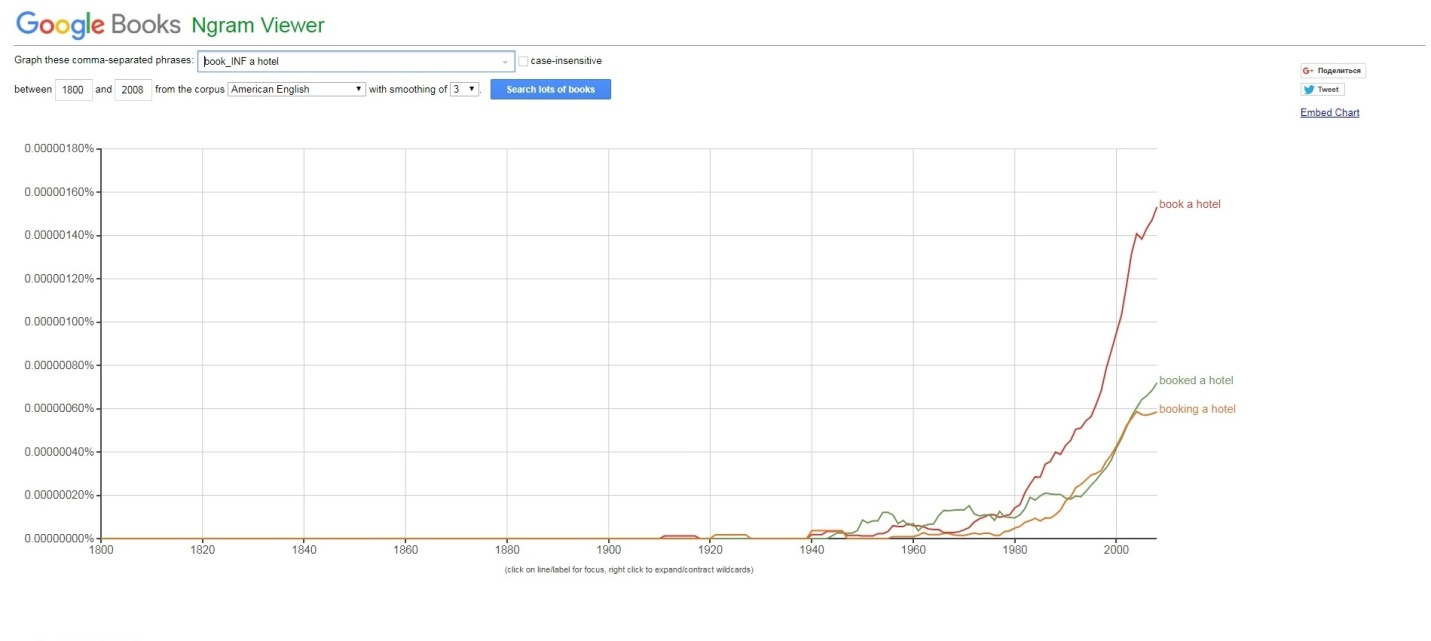 Google Books Ngram Viewer
Graph these comma-separated phrases: book_INF a hotel case-insensitive
between 1800 and 2008 from the corpus American English with smoothing of 3 . Search lots of books
G+ Поделиться
Tweet
Embed Chart
0.00000180%
0.00000160%
book a hotel
0.00000140%
0.00000120%
0.00000100%
0.00000080%
booked a hotel
0.00000060%
booking a hotel
0.00000040%
0.00000020%
0.00000000%
1800 1820 1840 1860 1880 1900 1920 1940 1960 1980 2000
(click on line/label for focus, right click to expand/contract wildcards)